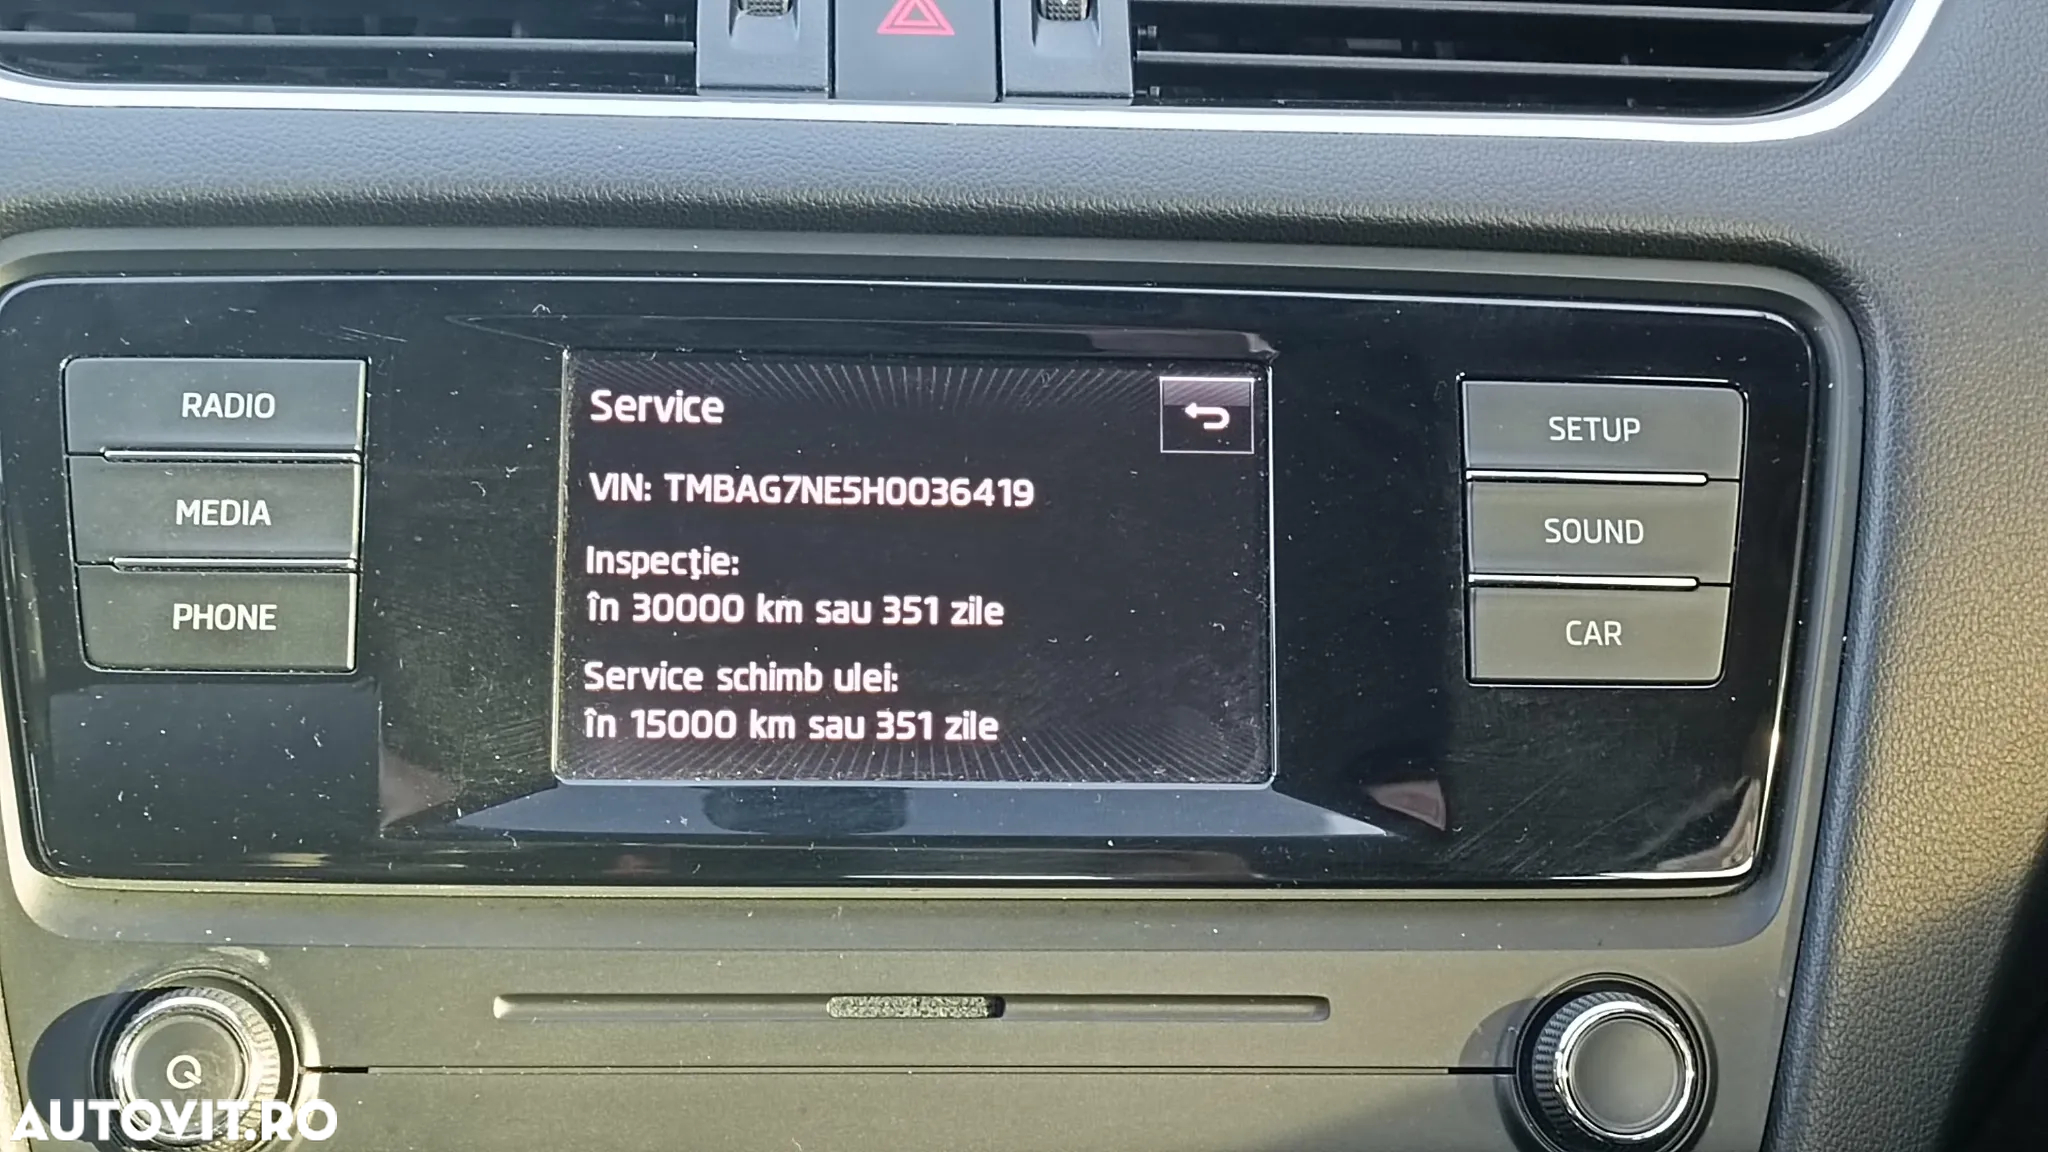 RADIO
MEDIA
PHONE
Service
VIN: TMBAG7NE5H0036419
Inspecţie:
în 30000 km sau 351 zile
Service schimb ulei:
în 15000 km sau 351 zile
SETUP
SOUND
CAR
AUTOVIT.RO